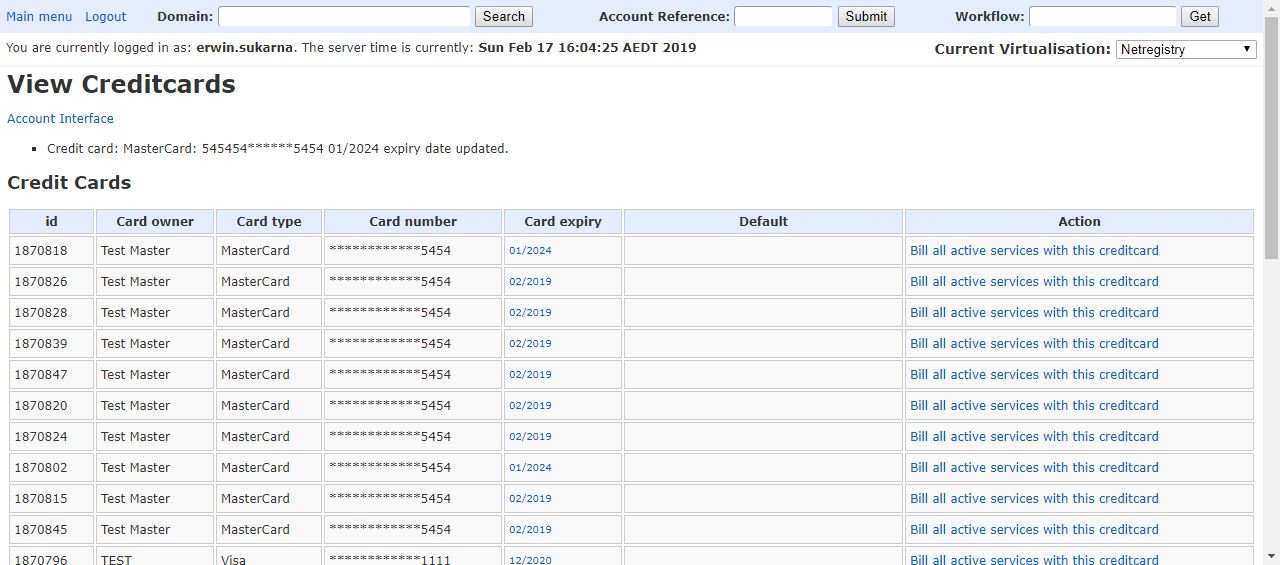 Main menu Logout Domain: Search Account Reference: Submit Workflow: Get
You are currently logged in as: erwin.sukarna. The server time is currently: Sun Feb 17 16:04:25 AEDT 2019 Current Virtualisation: Netregistry
View Creditcards
Account Interface
Credit card: MasterCard: 545454******5454 01/2024 expiry date updated.
Credit Cards
id Card owner Card type Card number Card expiry Default Action
1870818 Test Master MasterCard ************5454 01/2024 Bill all active services with this creditcard
1870826 Test Master MasterCard ************5454 02/2019 Bill all active services with this creditcard
1870828 Test Master MasterCard ************5454 02/2019 Bill all active services with this creditcard
1870839 Test Master MasterCard ************5454 02/2019 Bill all active services with this creditcard
1870847 Test Master MasterCard ************5454 02/2019 Bill all active services with this creditcard
1870820 Test Master MasterCard ************5454 02/2019 Bill all active services with this creditcard
1870824 Test Master MasterCard ************5454 02/2019 Bill all active services with this creditcard
1870802 Test Master MasterCard ************5454 01/2024 Bill all active services with this creditcard
1870815 Test Master MasterCard ************5454 02/2019 Bill all active services with this creditcard
1870845 Test Master MasterCard ************5454 02/2019 Bill all active services with this creditcard
1870796 TEST Visa ************1111 12/2020 Bill all active services with this creditcard